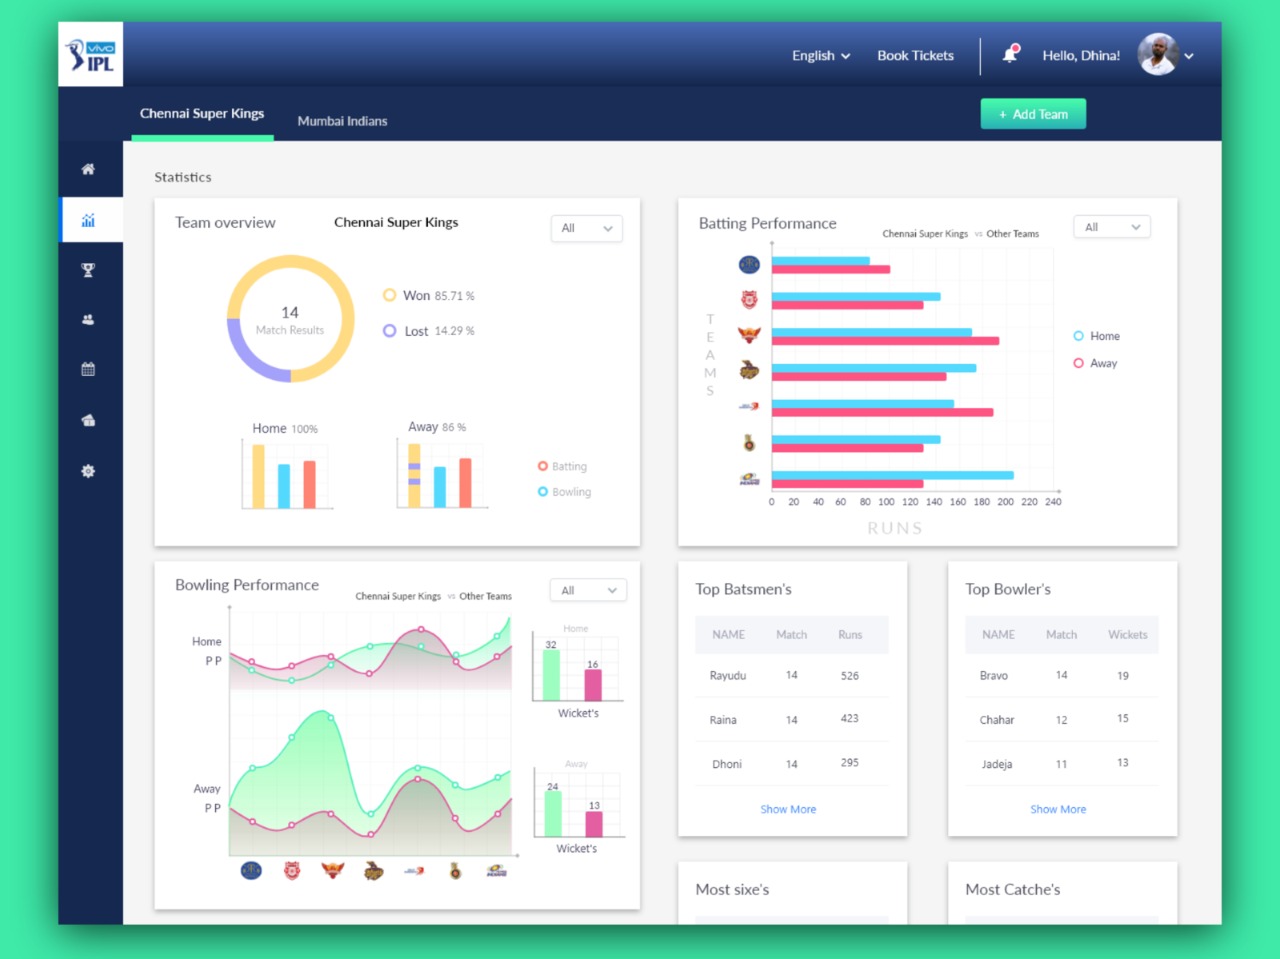 vivo
IPL
English
Book Tickets
Hello, Dhina!
Chennai Super Kings
Mumbai Indians
+ Add Team
Statistics
Team overview
Chennai Super Kings
All
14
Match Results
Won 85.71 %
Lost 14.29 %
Home 100%
Away 86 %
Batting
Bowling
Batting Performance
Chennai Super Kings vs Other Teams
All
TEAMS
Home
Away
0 20 40 60 80 100 120 140 160 180 200 220 240
RUNS
Bowling Performance
Chennai Super Kings vs Other Teams
All
Home
P P
Away
P P
Home
32
16
Wicket's
Away
24
13
Wicket's
Top Batsmen's
NAME Match Runs
Rayudu 14 526
Raina 14 423
Dhoni 14 295
Show More
Top Bowler's
NAME Match Wickets
Bravo 14 19
Chahar 12 15
Jadeja 11 13
Show More
Most sixe's
Most Catche's